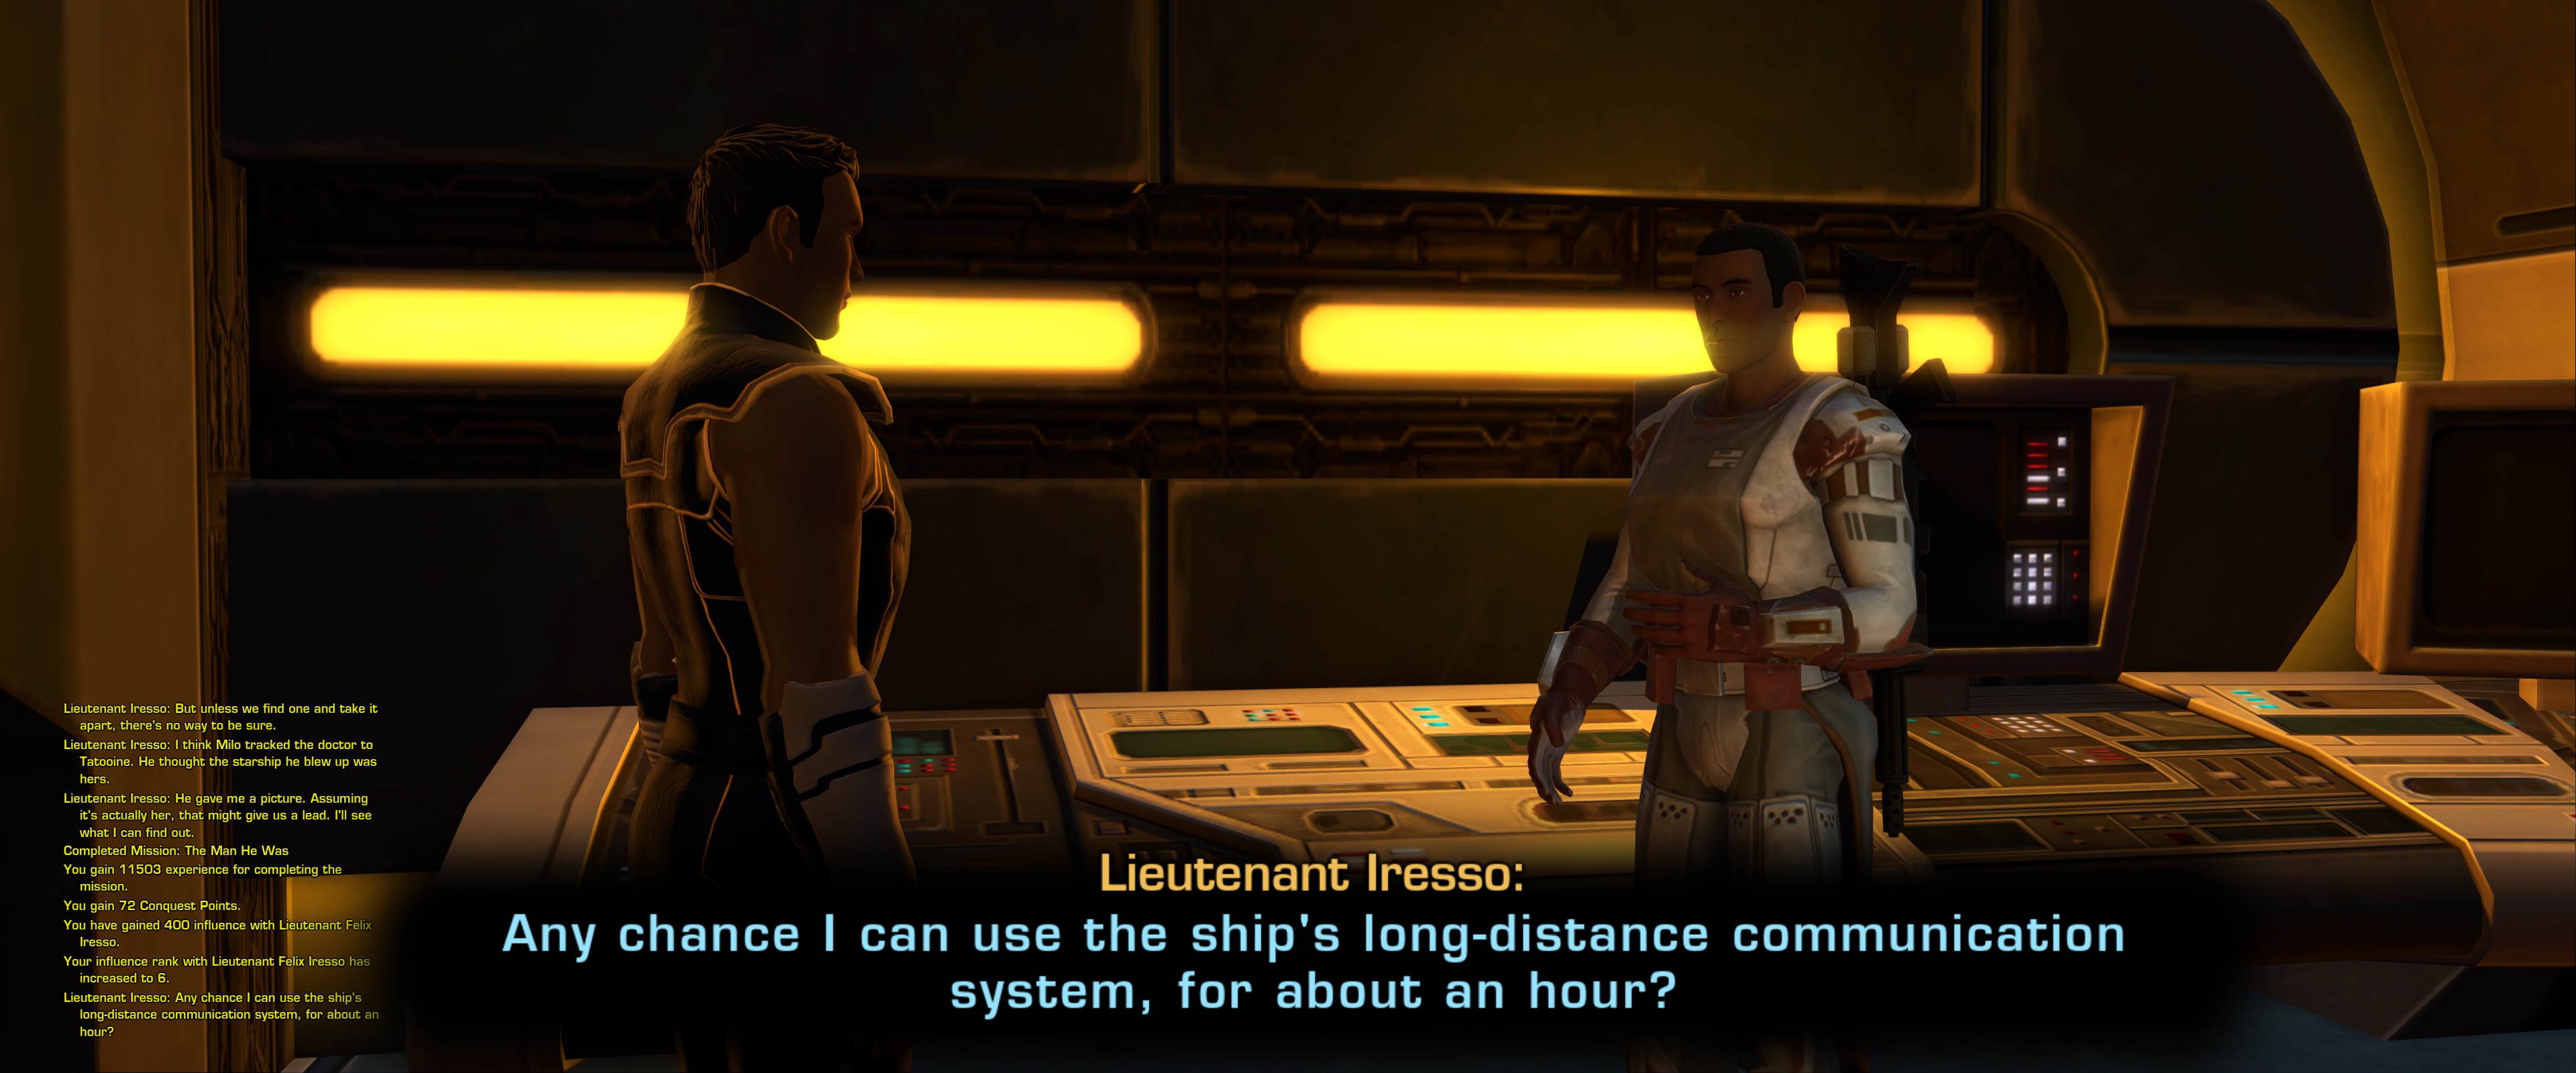 Lieutenant Iresso: But unless we find one and take it
apart, there's no way to be sure.
Lieutenant Iresso: I think Milo tracked the doctor to
Tatooine. He thought the starship he blew up was
hers.
Lieutenant Iresso: He gave me a picture. Assuming
it's actually her, that might give us a lead. I'll see
what I can find out.
Completed Mission: The Man He Was
You gain 11503 experience for completing the
mission.
You gain 72 Conquest Points.
You have gained 400 influence with Lieutenant Felix
Iresso.
Your influence rank with Lieutenant Felix Iresso has
increased to 6.
Lieutenant Iresso: Any chance I can use the ship's
long-distance communication system, for about an
hour?
Lieutenant Iresso:
Any chance I can use the ship's long-distance communication
system, for about an hour?